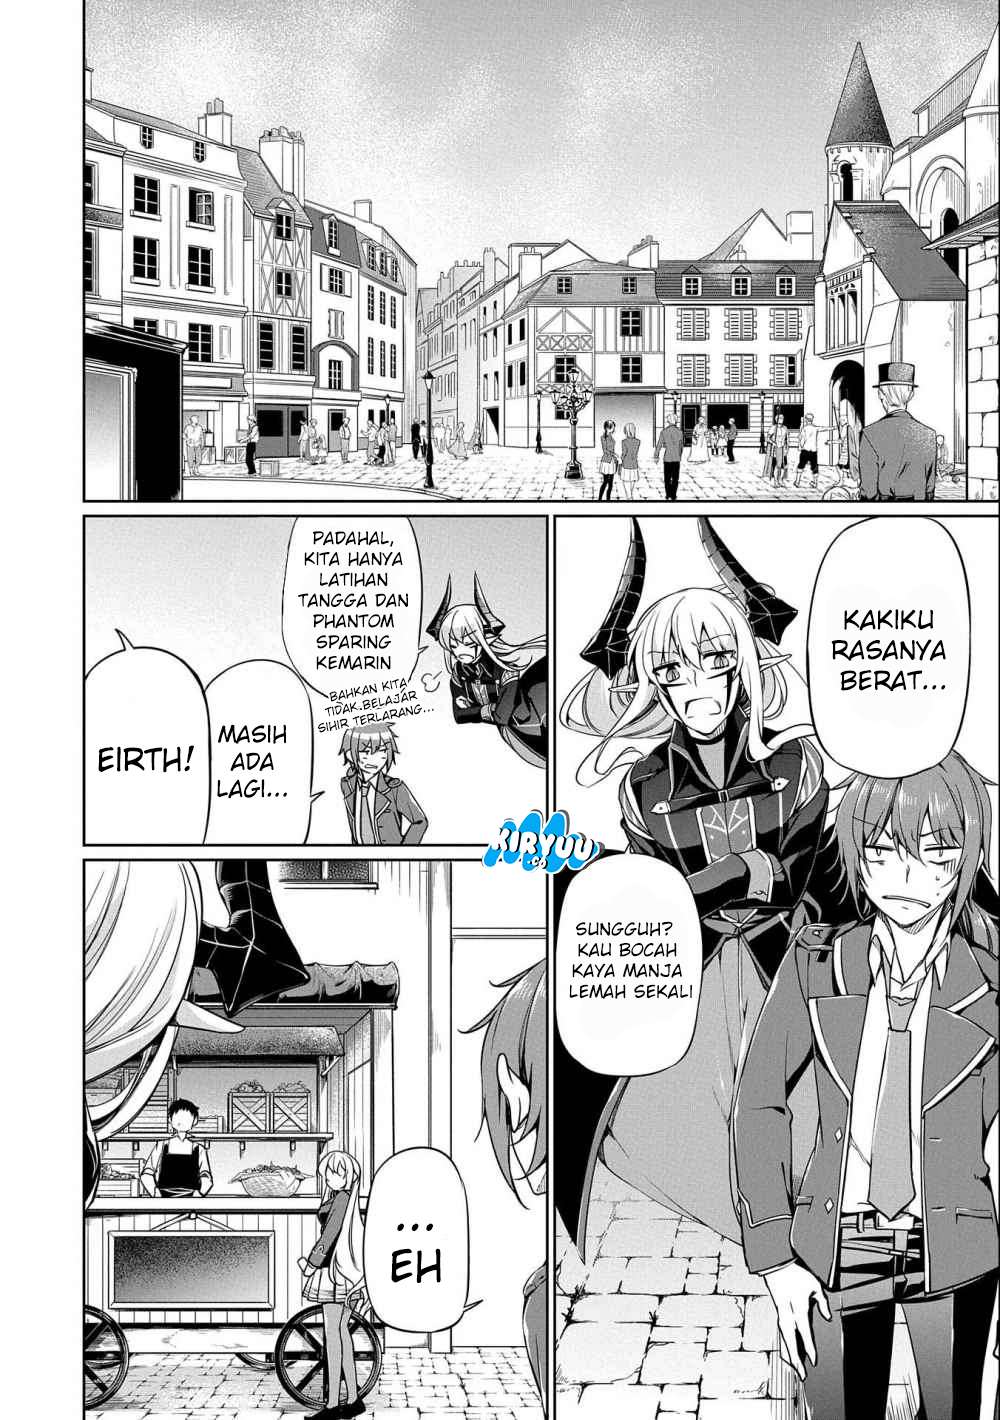 KAKIKU
RASANYA
BERAT...
SUNGGUH?
KAU BOCAH
KAYA MANJA
LEMAH SEKALI
PADAHAL,
KITA HANYA
LATIHAN
TANGGA DAN
PHANTOM
SPARING
KEMARIN
BAHKAN KITA
TIDAK BELAJAR
SIHIR TERLARANG...
MASIH
ADA
LAGI...
EIRTH!
KIRYUU
.CO
...
EH